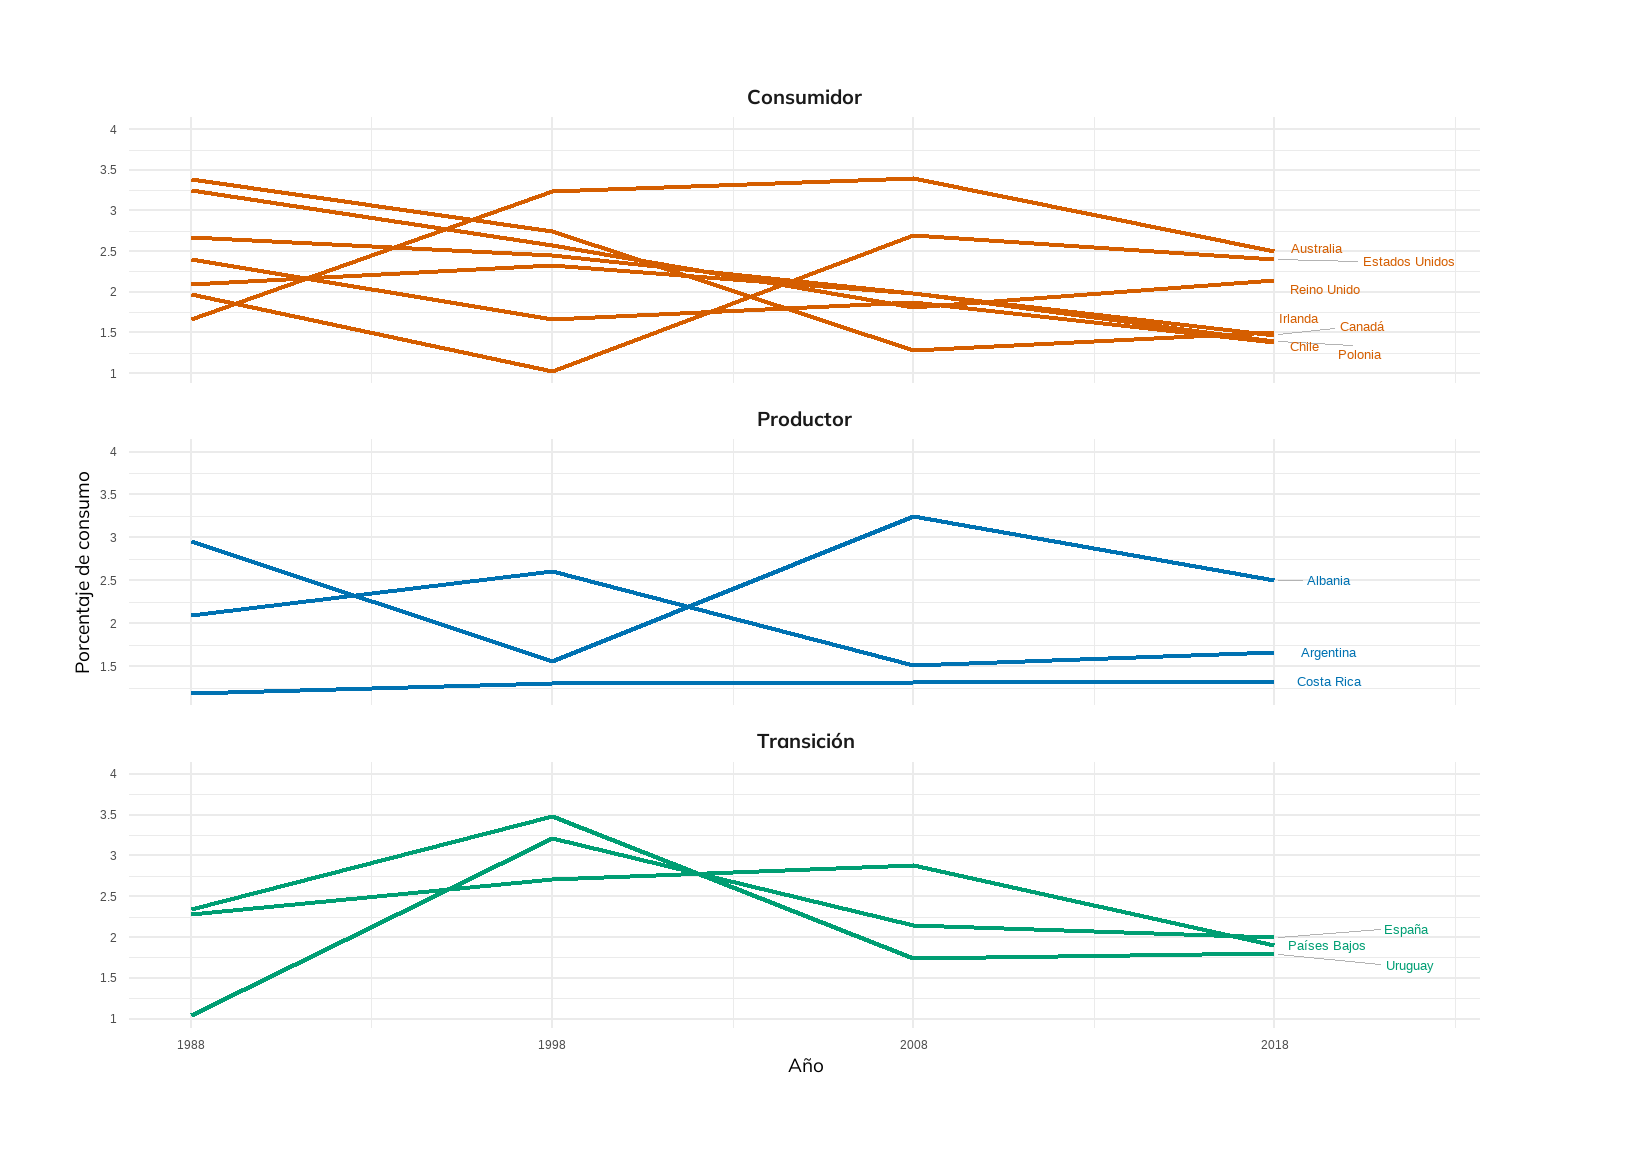 Consumidor
4
3.5
3
2.5
2
1.5
1
Australia
Estados Unidos
Reino Unido
Irlanda
Canadá
Chile
Polonia
Productor
Porcentaje de consumo
4
3.5
3
2.5
2
1.5
Albania
Argentina
Costa Rica
Transición
4
3.5
3
2.5
2
1.5
1
España
Países Bajos
Uruguay
1988 1998 2008 2018
Año